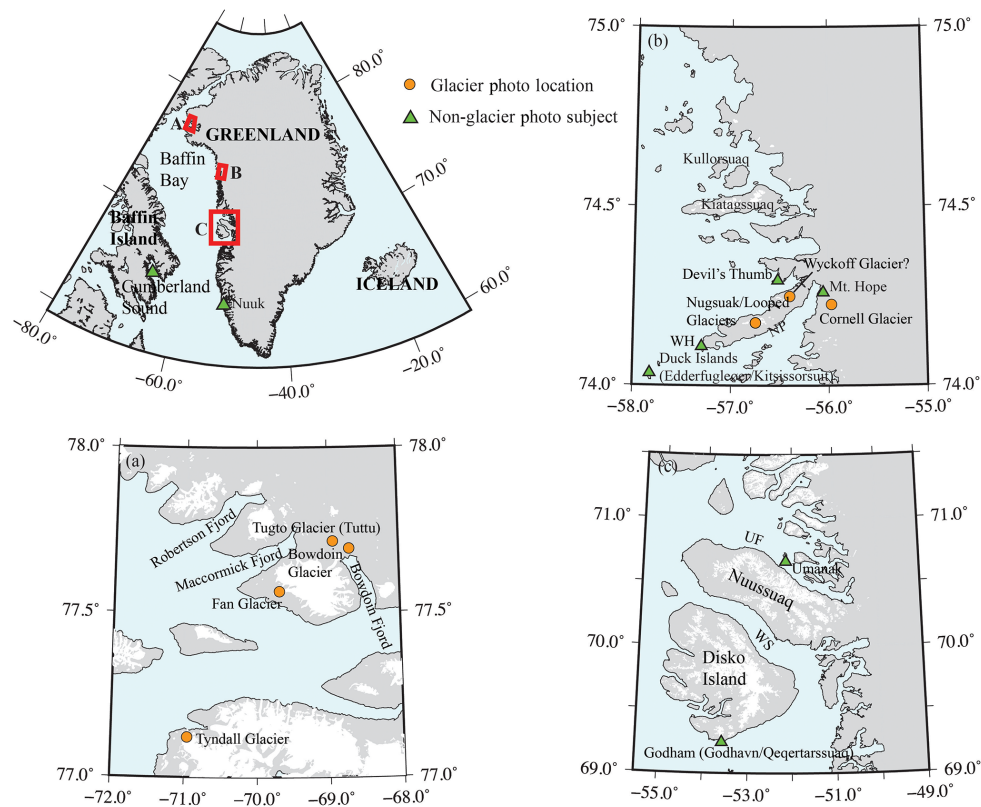 80.0°
Glacier photo location
Non-glacier photo subject
A
GREENLAND
Baffin
Bay
B
70.0°
Baffin
Island
C
Cumberland
Sound
Nuuk
ICELAND
60.0°
−80.0°
−60.0°
−40.0°
−20.0°
75.0°
75.0°
(b)
Kullorsuaq
Kiatagssuaq
74.5°
74.5°
Wyckoff Glacier?
Devil's Thumb
Mt. Hope
Nugsuak/Looped
Glaciers
Cornell Glacier
NP
WH
Duck Islands
(Edderfugleoer/Kitsissorsuit)
74.0°
74.0°
−58.0°
−57.0°
−56.0°
−55.0°
78.0°
78.0°
(a)
Robertson Fjord
Tugto Glacier (Tuttu)
Maccormick Fjord
Bowdoin
Glacier
Bowdoin Fjord
Fan Glacier
77.5°
77.5°
Tyndall Glacier
77.0°
77.0°
−72.0°
−71.0°
−70.0°
−69.0°
−68.0°
(c)
71.0°
71.0°
UF
Umanak
Nuussuaq
WS
70.0°
70.0°
Disko
Island
Godham (Godhavn/Qeqertarssuaq)
69.0°
69.0°
−55.0°
−53.0°
−51.0°
−49.0°